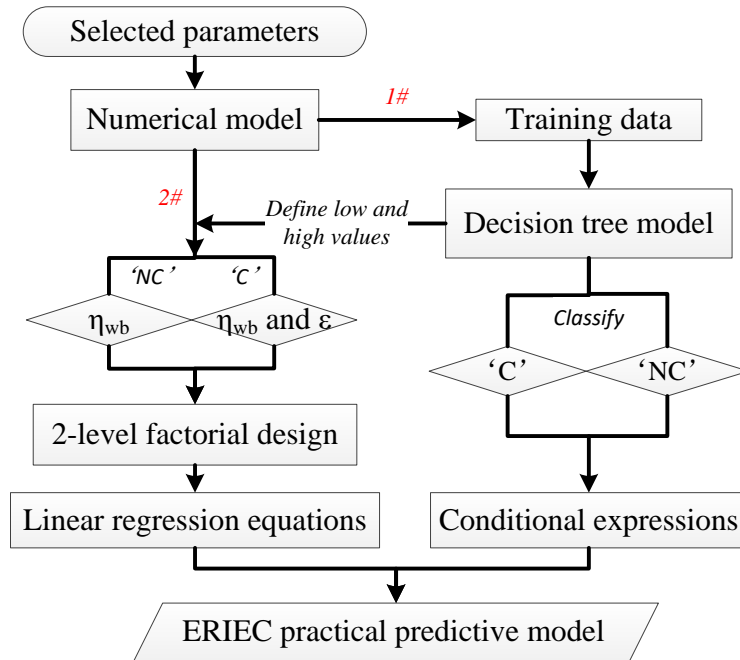 Selected parameters
1#
Numerical model
Training data
2#
Define low and
high values
Decision tree model
‘NC’
‘C’
ηwb
ηwb and ε
Classify
‘C’
‘NC’
2-level factorial design
Linear regression equations
Conditional expressions
ERIEC practical predictive model